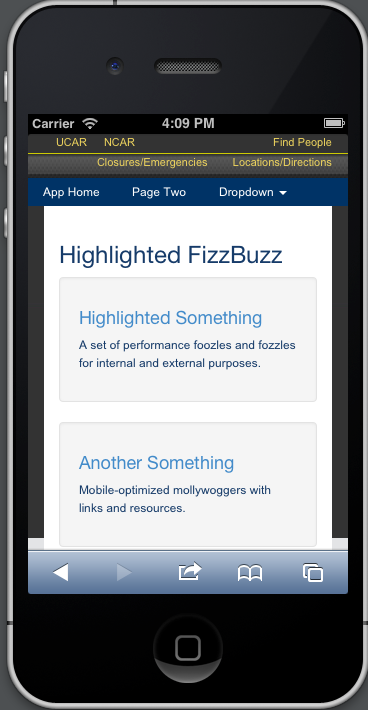 Carrier 4:09 PM
UCAR NCAR Find People
Closures/Emergencies Locations/Directions
App Home Page Two Dropdown
Highlighted FizzBuzz
Highlighted Something
A set of performance foozles and fozzles
for internal and external purposes.
Another Something
Mobile-optimized mollywoggers with
links and resources.